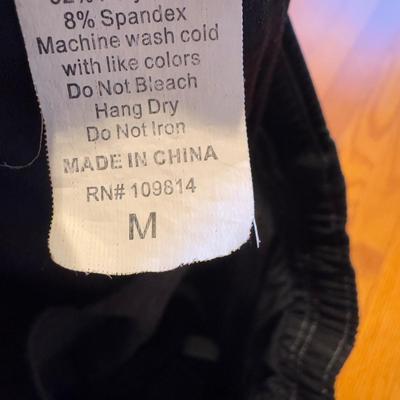 8% Spandex
Machine wash cold
with like colors
Do Not Bleach
Hang Dry
Do Not Iron
MADE IN CHINA
RN# 109814
M